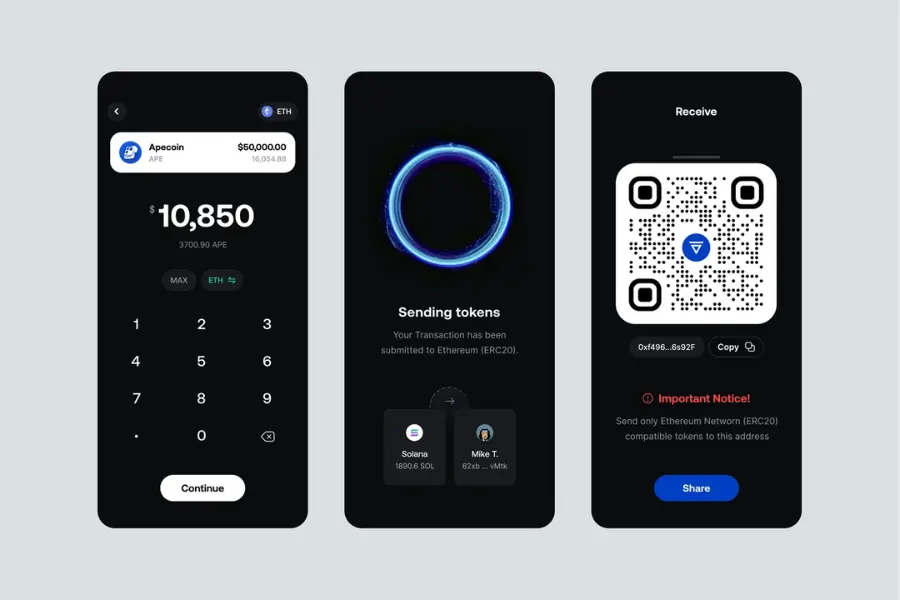 ETH
Apecoin $50,000.00
APE 16,054.88
$10,850
3700.90 APE
MAX ETH
1 2 3
4 5 6
7 8 9
. 0
Continue
Sending tokens
Your Transaction has been
submitted to Ethereum (ERC20).
Solana
1890.6 SOL
Mike T.
62xb ... vMtk
Receive
0xf496...6s92F Copy
Important Notice!
Send only Ethereum Networn (ERC20)
compatible tokens to this address
Share